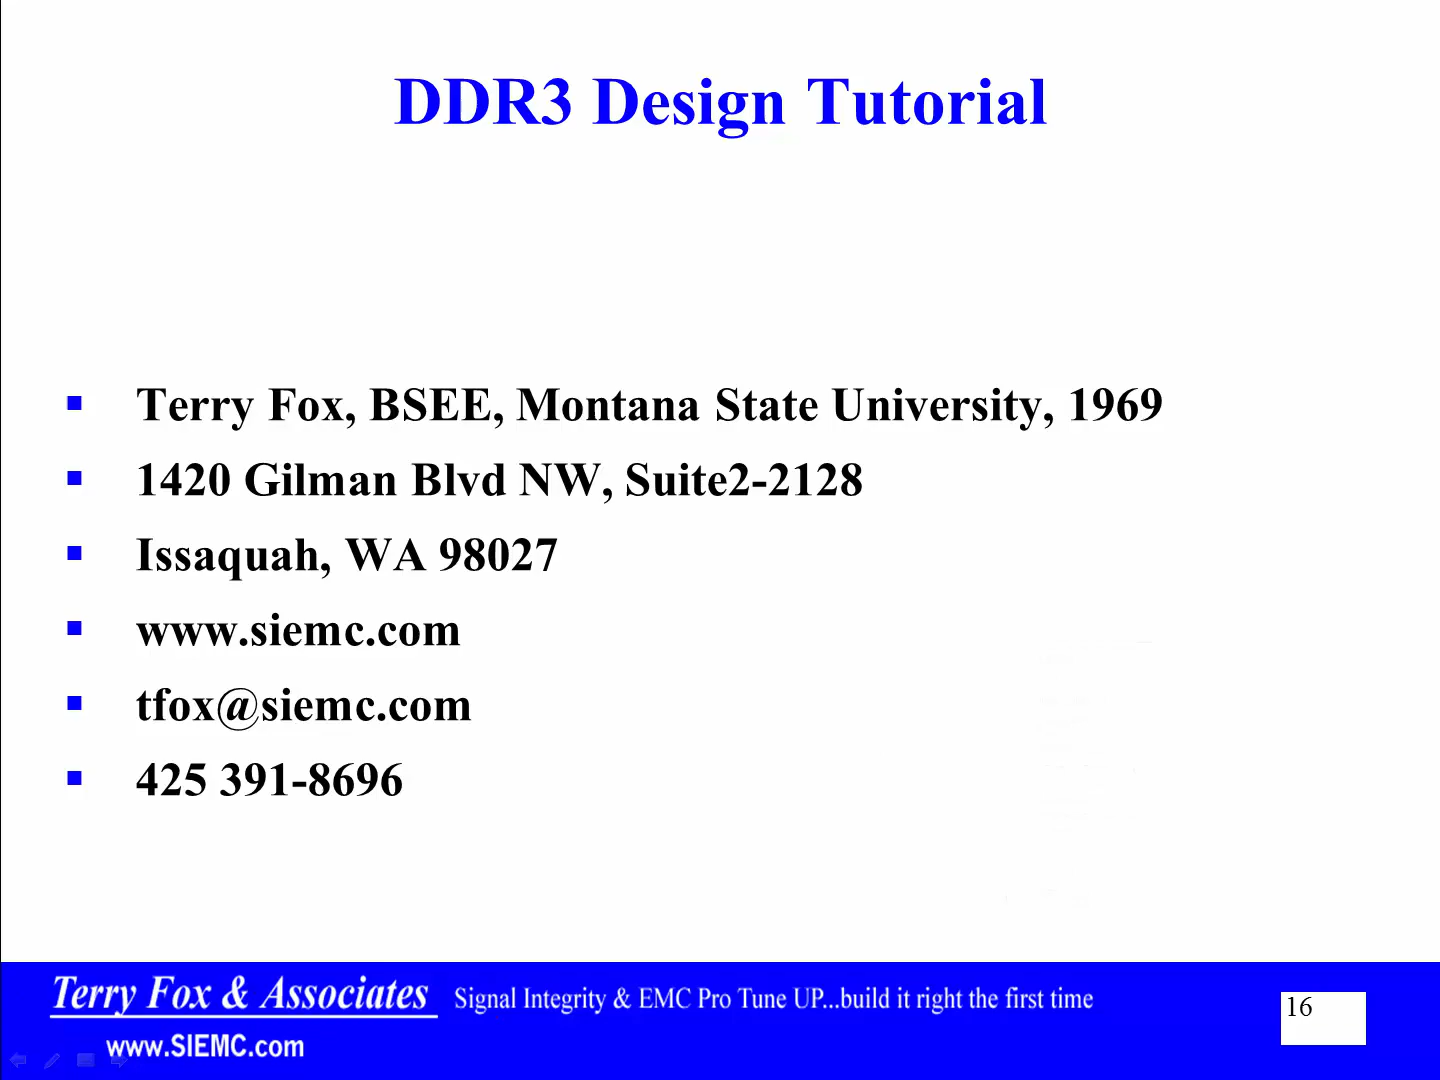 DDR3 Design Tutorial
Terry Fox, BSEE, Montana State University, 1969
1420 Gilman Blvd NW, Suite2-2128
Issaquah, WA 98027
www.siemc.com
tfox@siemc.com
425 391-8696
Terry Fox & Associates Signal Integrity & EMC Pro Tune UP...build it right the first time
16
www.SIEMC.com